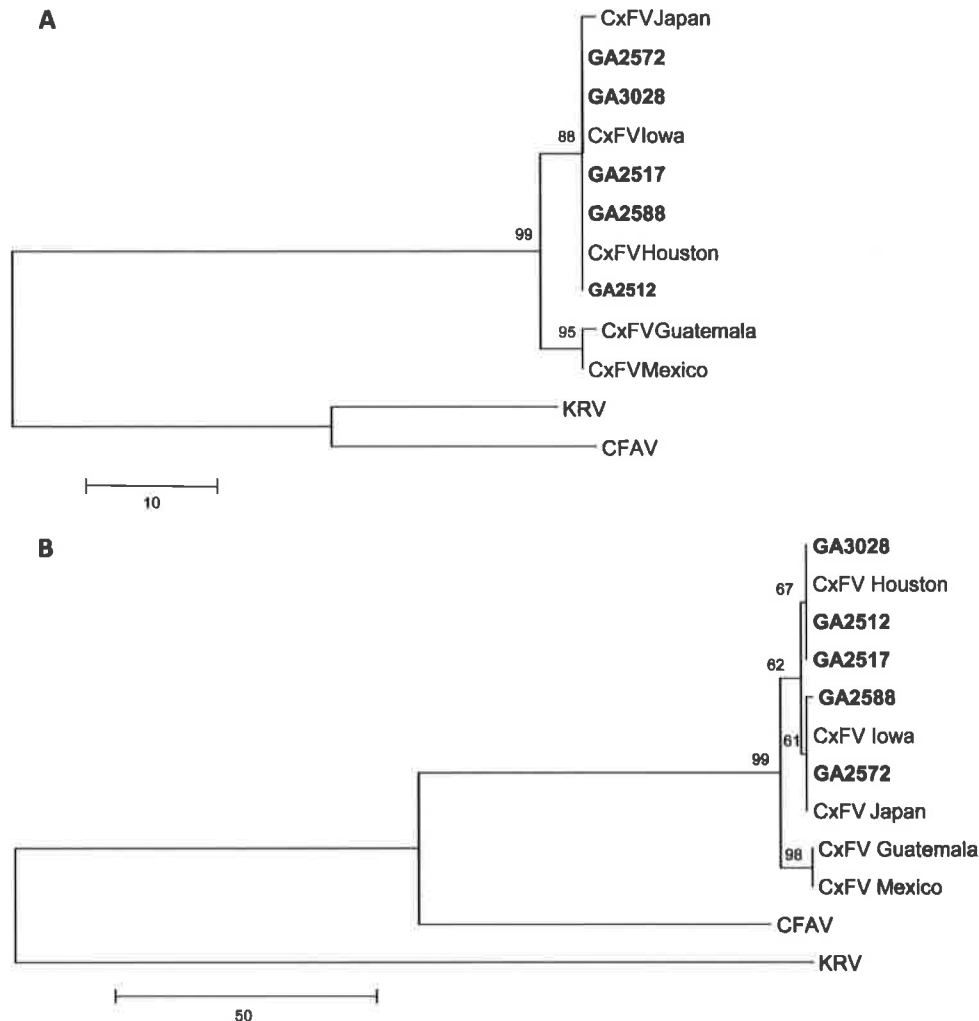 A
CxFVJapan
GA2572
GA3028
CxFVIowa
88
GA2517
GA2588
99
CxFVHouston
GA2512
95
CxFVGuatemala
CxFVMexico
KRV
CFAV
10
B
GA3028
67
CxFV Houston
GA2512
62
GA2517
GA2588
61
CxFV Iowa
99
GA2572
CxFV Japan
98
CxFV Guatemala
CxFV Mexico
CFAV
KRV
50